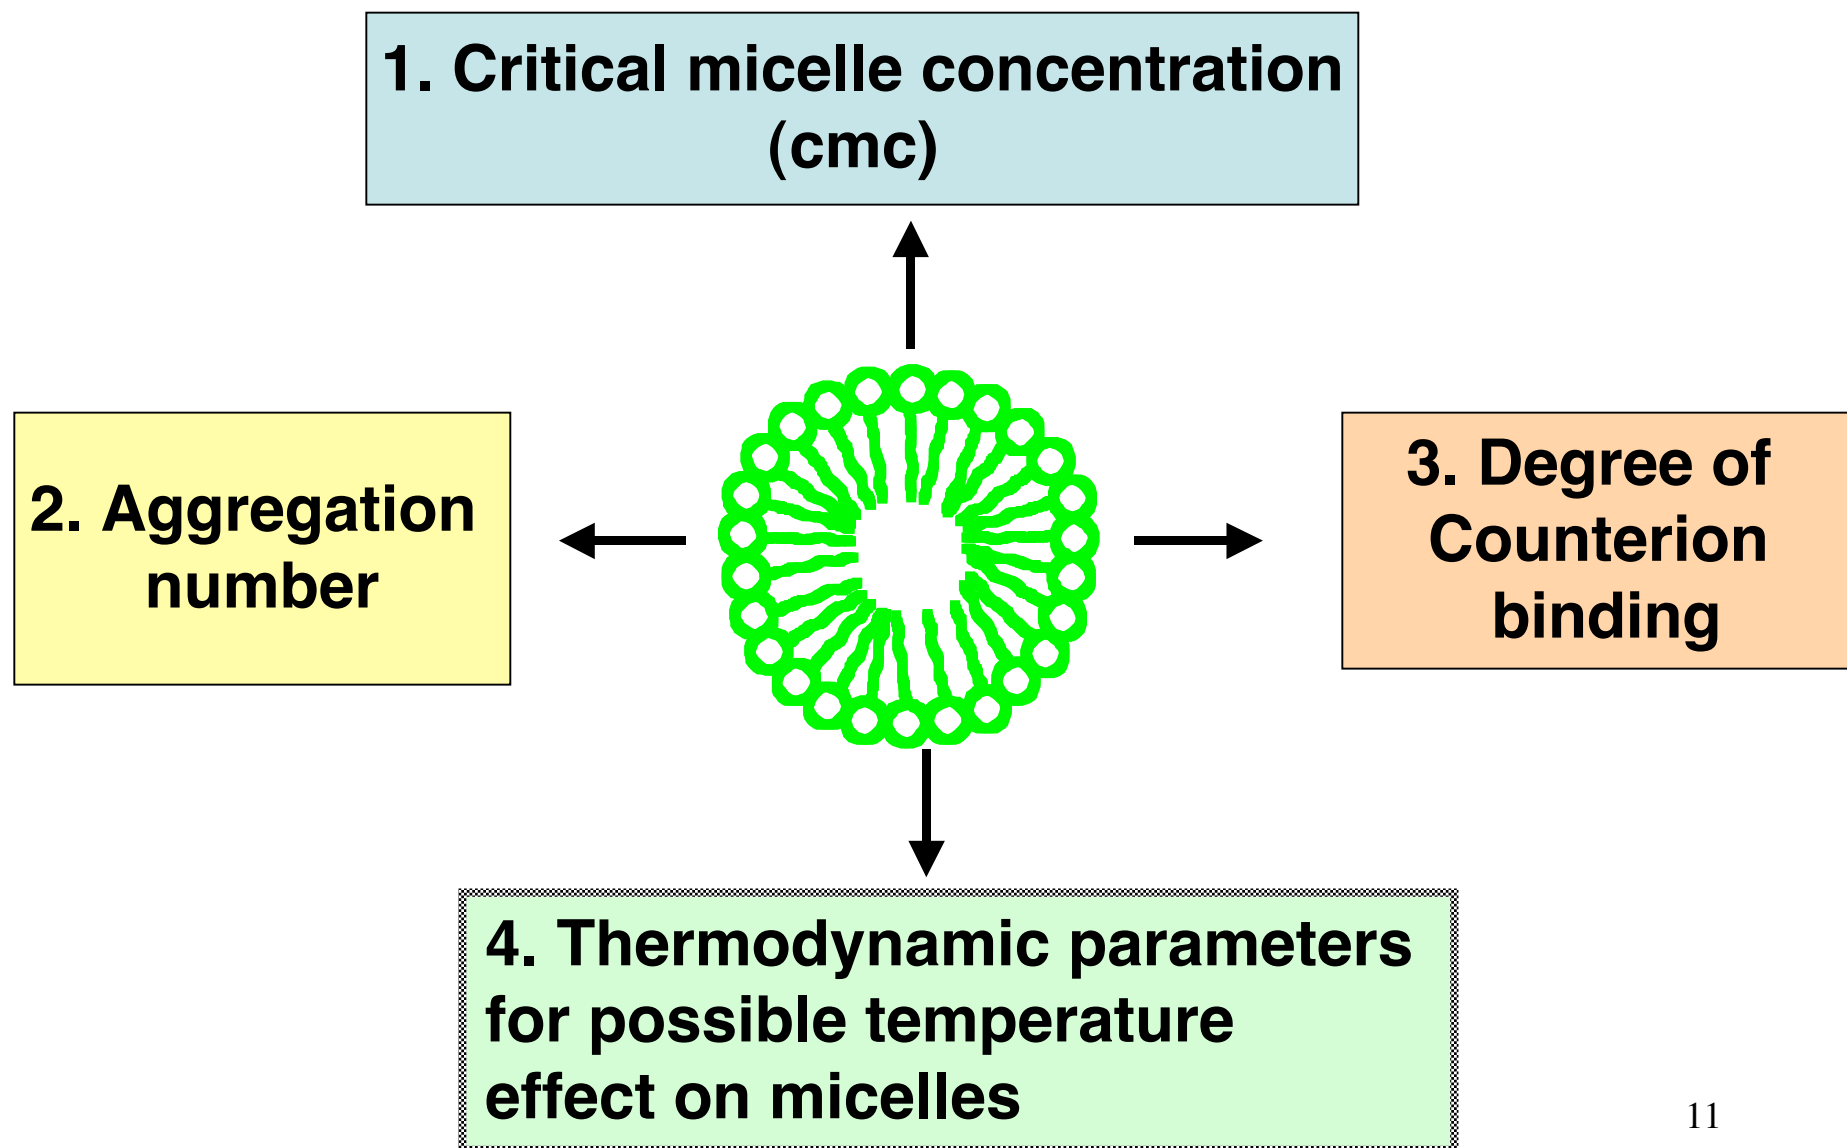 1. Critical micelle concentration
(cmc)
2. Aggregation
number
3. Degree of
Counterion
binding
4. Thermodynamic parameters
for possible temperature
effect on micelles
11